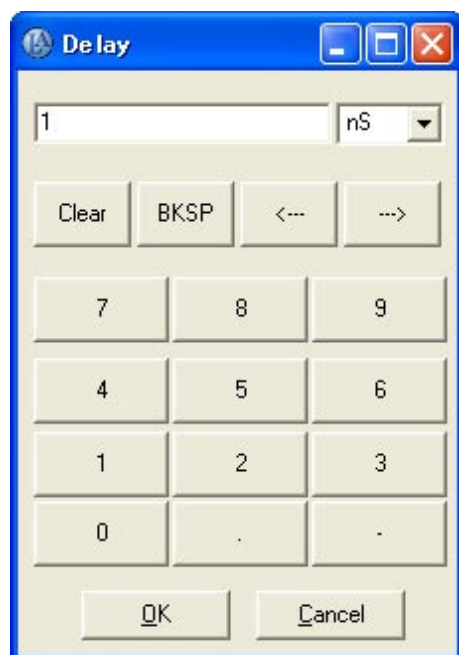 Delay
1 nS
Clear BKSP <--- --->
7 8 9
4 5 6
1 2 3
0 . -
OK Cancel